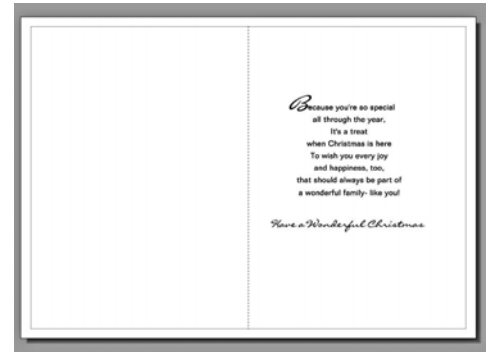 Because you're so special
all through the year,
It's a treat
when Christmas is here
To wish you every joy
and happiness, too,
that should always be part of
a wonderful family- like you!
Have a Wonderful Christmas